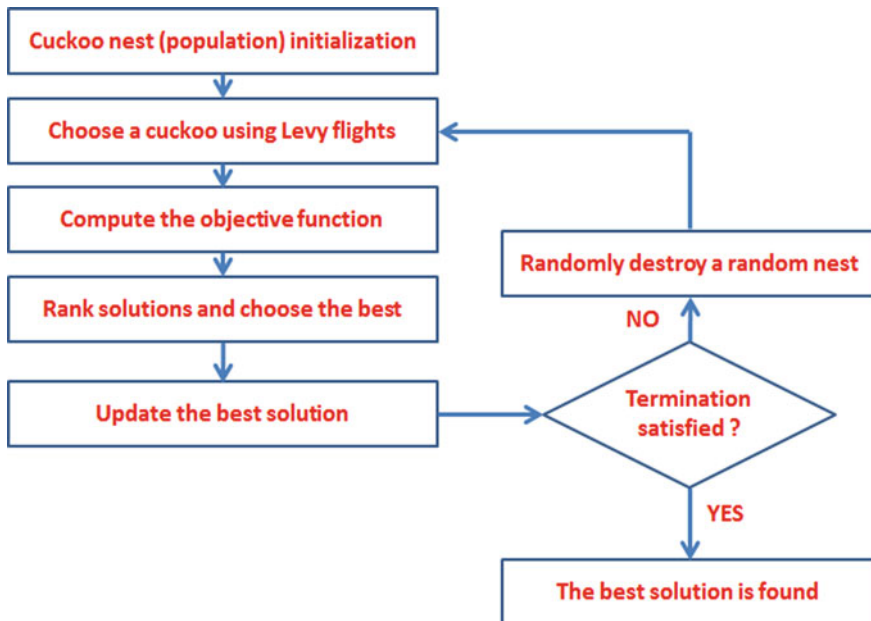 Cuckoo nest (population) initialization
Choose a cuckoo using Levy flights
Compute the objective function
Rank solutions and choose the best
Update the best solution
Termination
satisfied ?
NO
Randomly destroy a random nest
YES
The best solution is found